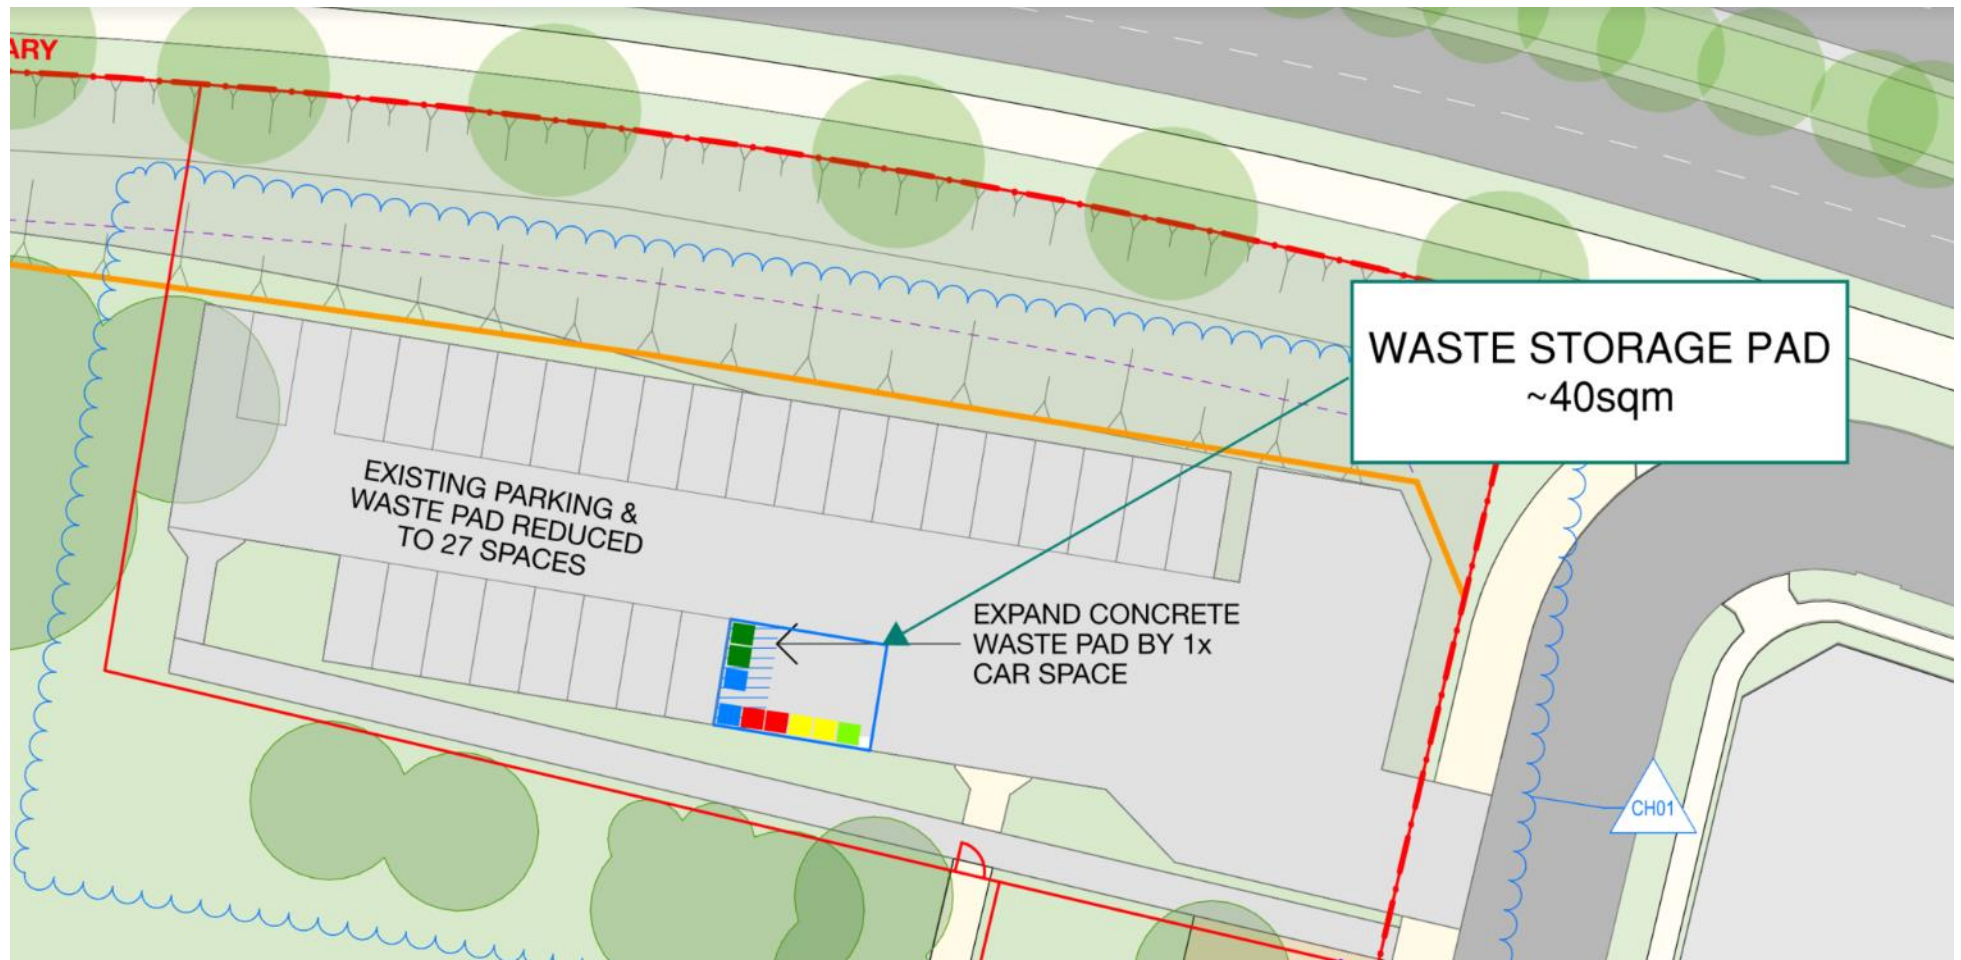 ARY
WASTE STORAGE PAD
~40sqm
EXISTING PARKING &
WASTE PAD REDUCED
TO 27 SPACES
EXPAND CONCRETE
WASTE PAD BY 1x
CAR SPACE
CH01